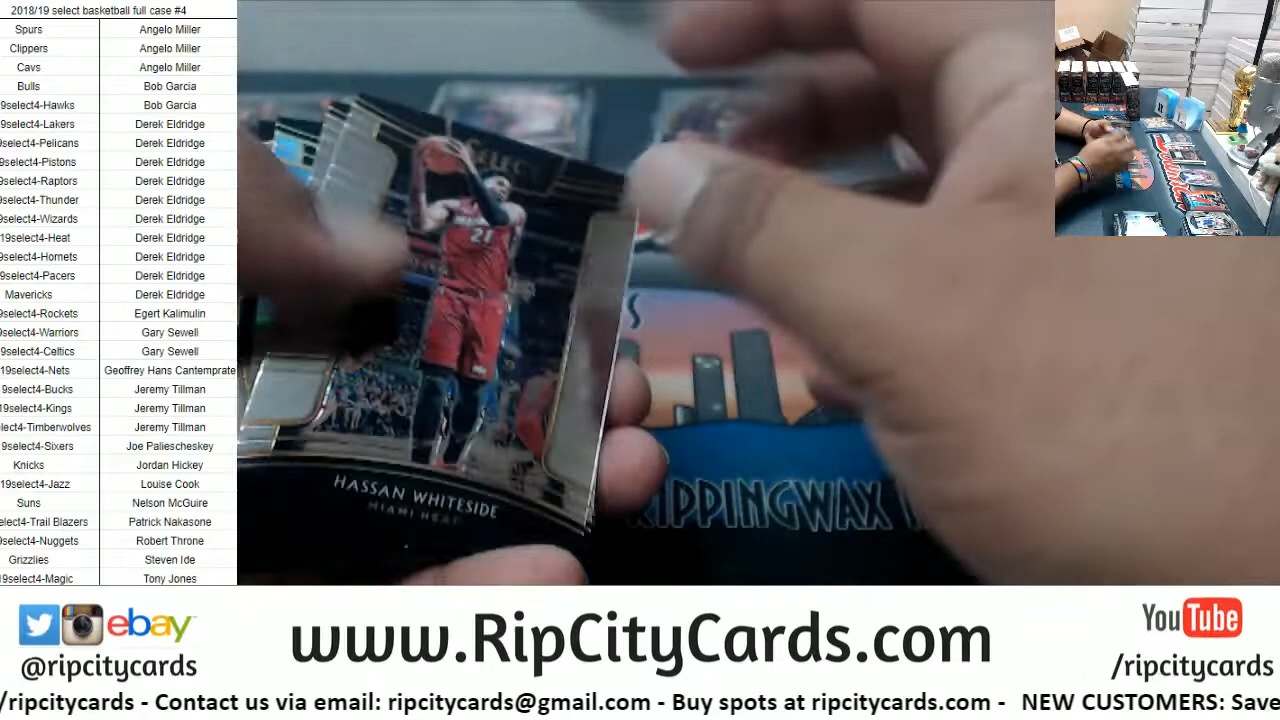 2018/19 select basketball full case #4
Spurs Angelo Miller
Clippers Angelo Miller
Cavs Angelo Miller
Bulls Bob Garcia
9select4-Hawks Bob Garcia
9select4-Lakers Derek Eldridge
9select4-Pelicans Derek Eldridge
9select4-Pistons Derek Eldridge
9select4-Raptors Derek Eldridge
9select4-Thunder Derek Eldridge
9select4-Wizards Derek Eldridge
19select4-Heat Derek Eldridge
9select4-Hornets Derek Eldridge
9select4-Pacers Derek Eldridge
Mavericks Derek Eldridge
9select4-Rockets Egert Kalimulin
9select4-Warriors Gary Sewell
9select4-Celtics Gary Sewell
19select4-Nets Geoffrey Hans Cantemprate
9select4-Bucks Jeremy Tillman
19select4-Kings Jeremy Tillman
lect4-Timberwolves Jeremy Tillman
9select4-Sixers Joe Paliescheskey
Knicks Jordan Hickey
19select4-Jazz Louise Cook
Suns Nelson McGuire
elect4-Trail Blazers Patrick Nakasone
9select4-Nuggets Robert Throne
Grizzlies Steven Ide
19select4-Magic Tony Jones
SELEC
21
HASSAN WHITESIDE
MIAMI HEAT
RIPPINGWAX
ebay
@ripcitycards
www.RipCityCards.com
YouTube
/ripcitycards
/ripcitycards - Contact us via email: ripcitycards@gmail.com - Buy spots at ripcitycards.com - NEW CUSTOMERS: Save